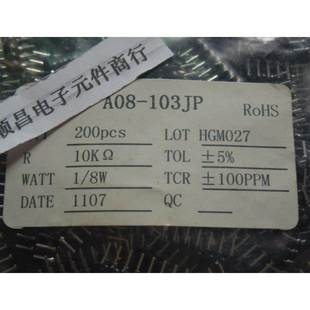 顺昌电子元件商行
A08-103JP RoHS
200pcs LOT HGM027
R 10KΩ TOL ±5%
WATT 1/8W TCR ±100PPM
DATE 1107 QC